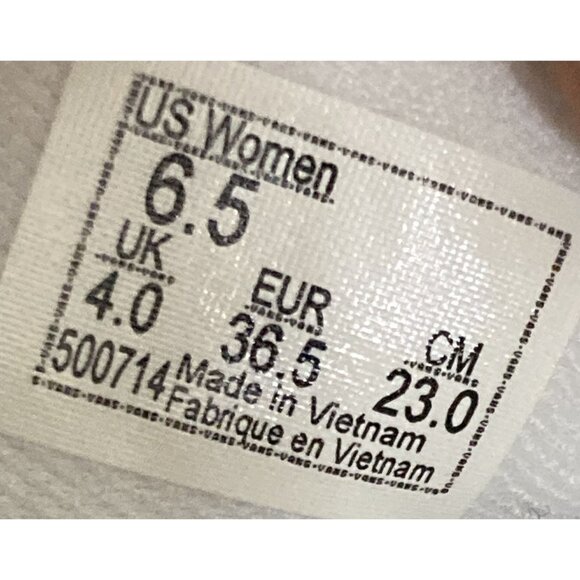 US Women
6.5
UK
4.0
EUR
36.5
CM
23.0
500714
Made in Vietnam
Fabrique en Vietnam